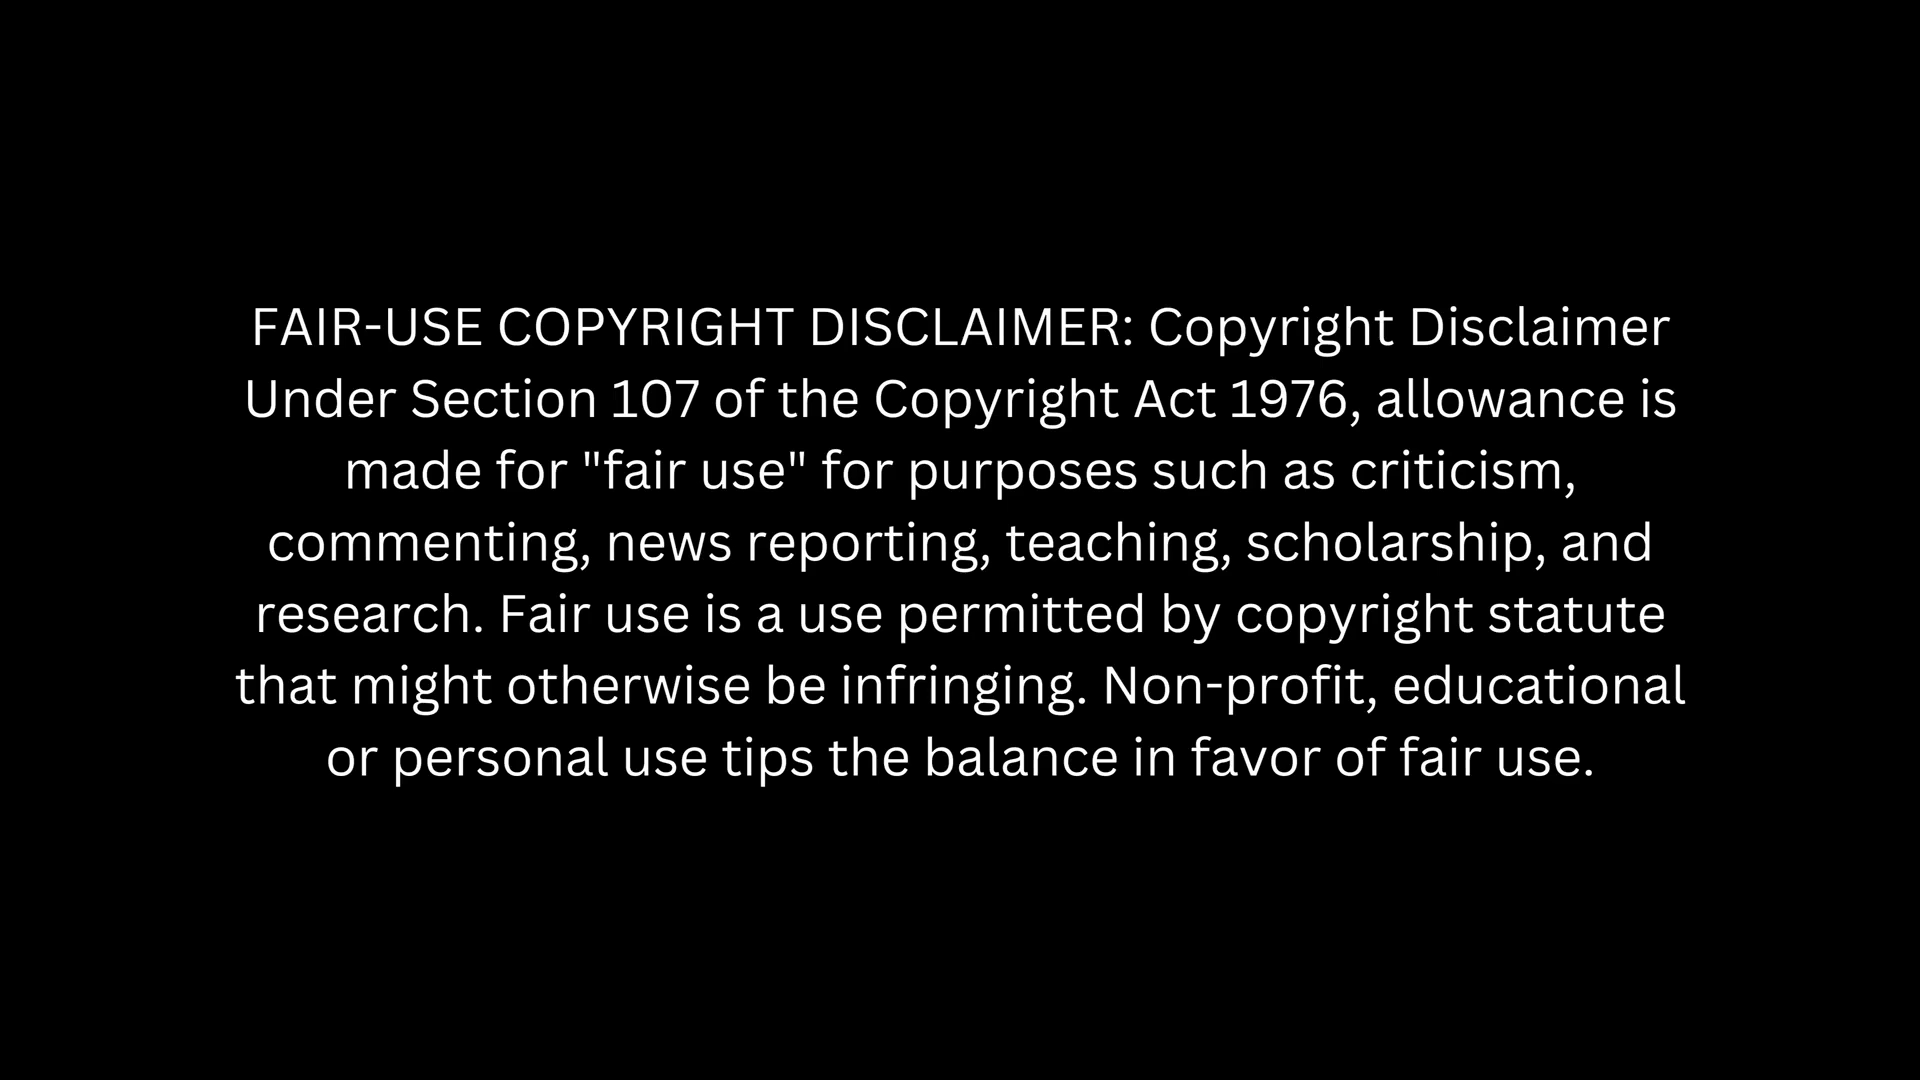 FAIR-USE COPYRIGHT DISCLAIMER: Copyright Disclaimer
Under Section 107 of the Copyright Act 1976, allowance is
made for "fair use" for purposes such as criticism,
commenting, news reporting, teaching, scholarship, and
research. Fair use is a use permitted by copyright statute
that might otherwise be infringing. Non-profit, educational
or personal use tips the balance in favor of fair use.